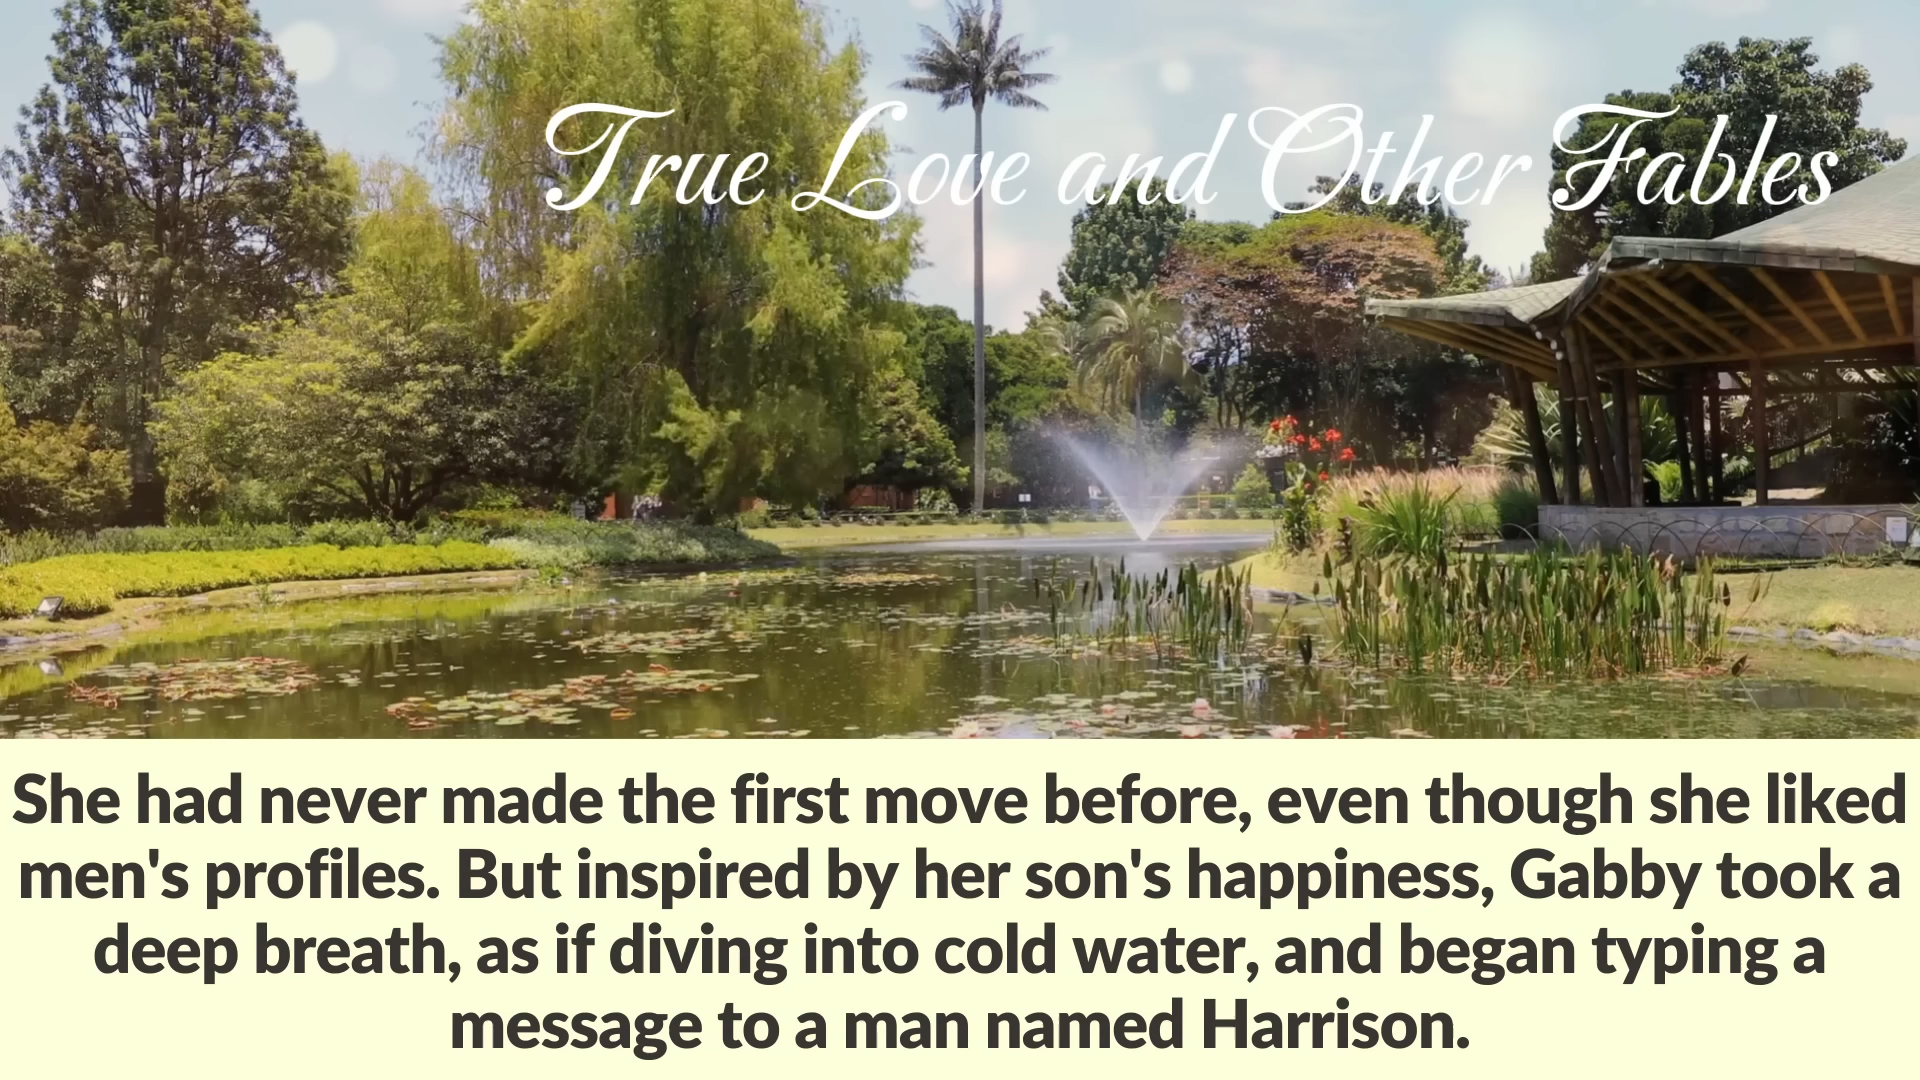 True Love and Other Fables
She had never made the first move before, even though she liked
men's profiles. But inspired by her son's happiness, Gabby took a
deep breath, as if diving into cold water, and began typing a
message to a man named Harrison.